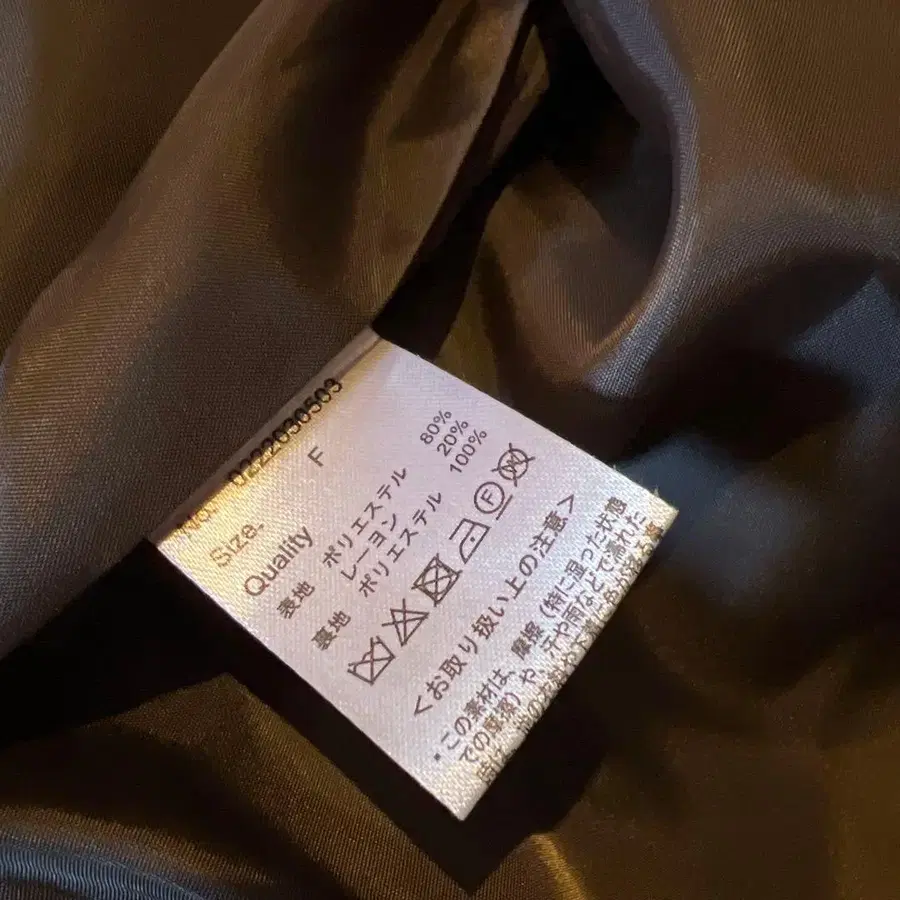 No. 0222030503
Size. F
Quality
表地 ポリエステル 80%
レーヨン 20%
裏地 ポリエステル 100%
F
<お取り扱い上の注意>
・この素材は、摩擦(特に湿った状態
での摩擦)や、汗や雨などで濡れた